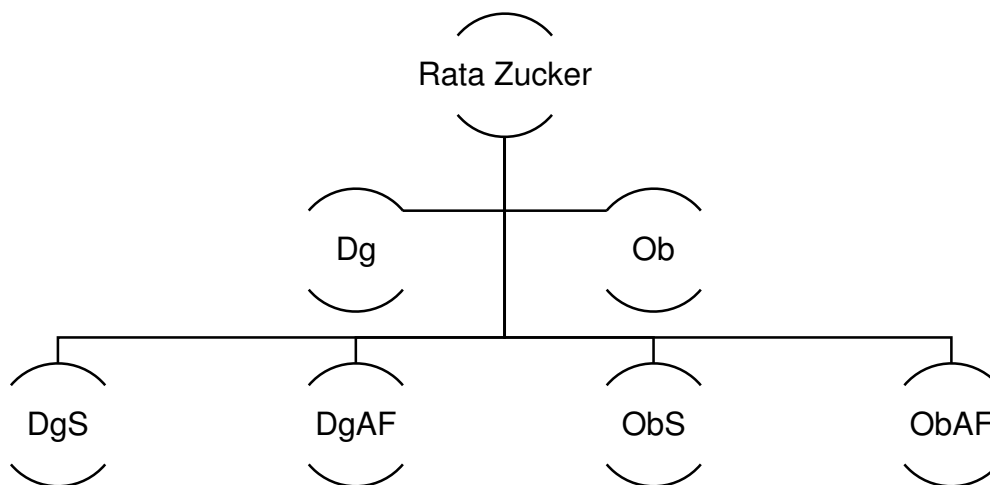 Rata Zucker
Dg
Ob
DgS
DgAF
ObS
ObAF